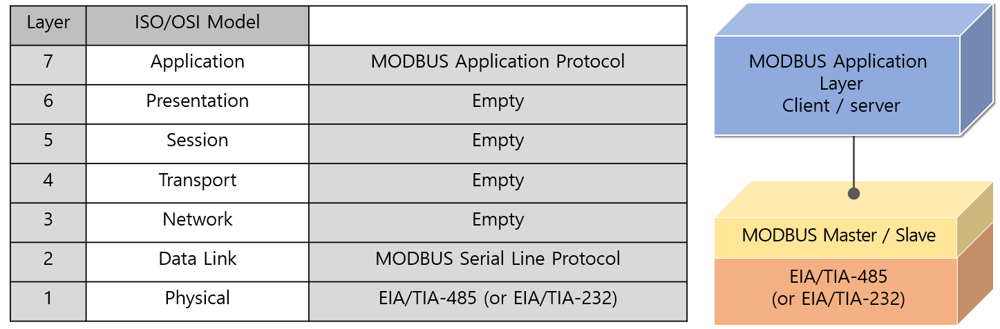 Layer ISO/OSI Model
7 Application MODBUS Application Protocol
6 Presentation Empty
5 Session Empty
4 Transport Empty
3 Network Empty
2 Data Link MODBUS Serial Line Protocol
1 Physical EIA/TIA-485 (or EIA/TIA-232)
MODBUS Application
Layer
Client / server
MODBUS Master / Slave
EIA/TIA-485
(or EIA/TIA-232)